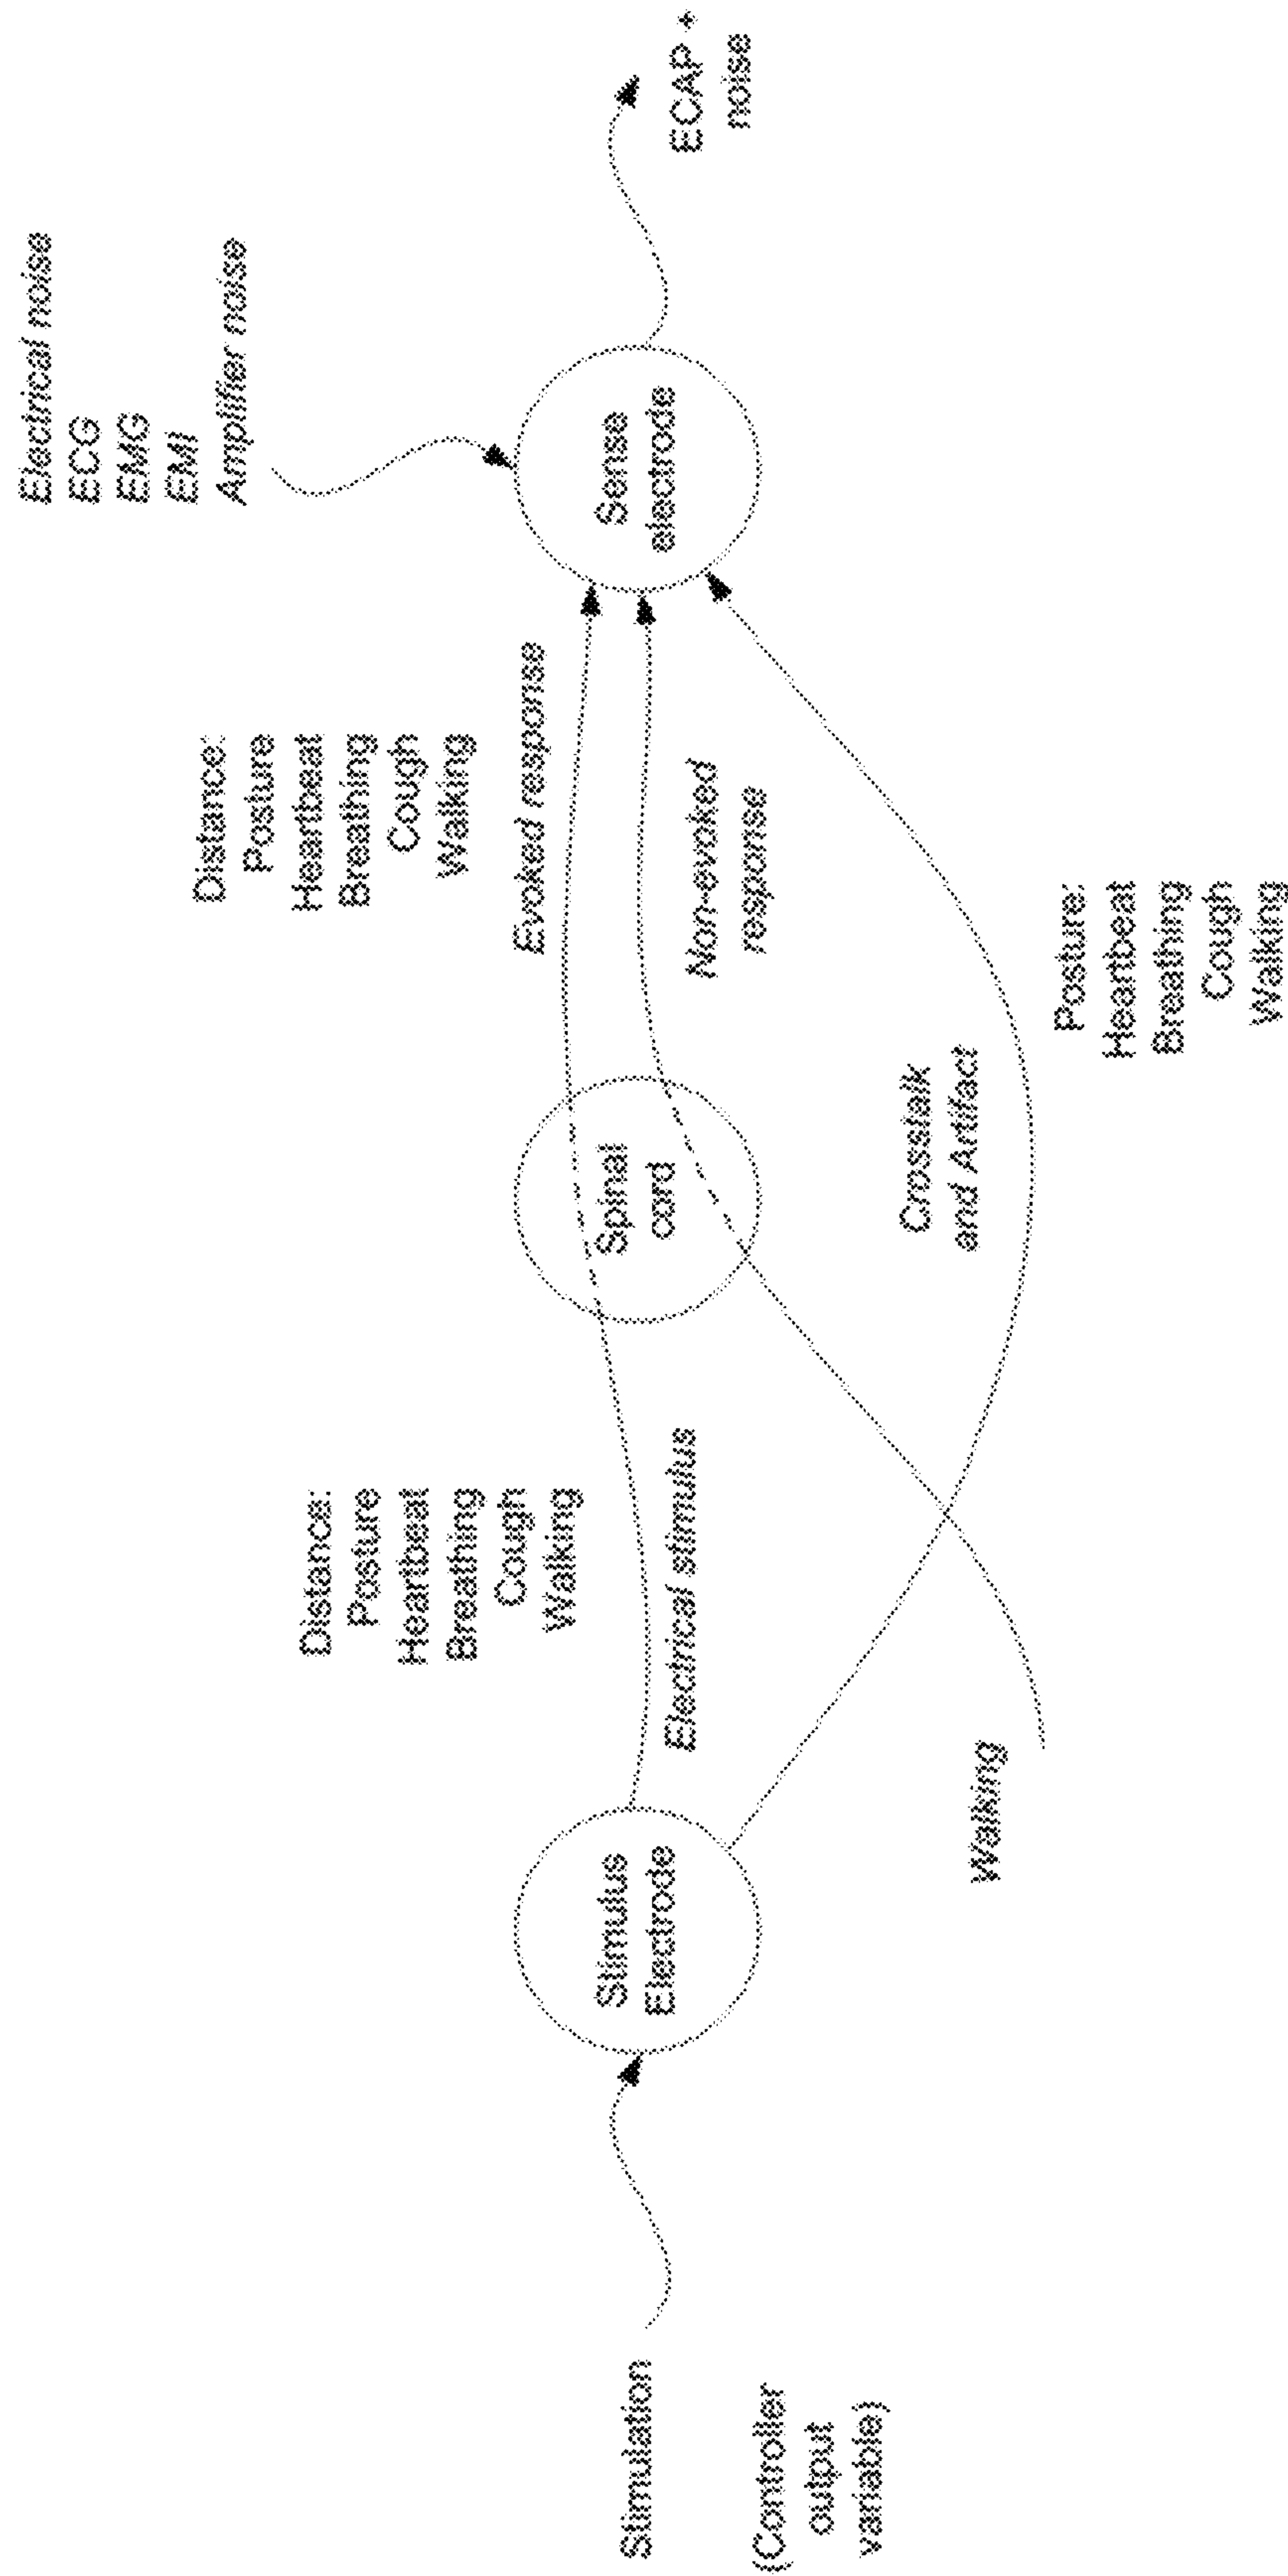 Stimulation
(Controller
output
variable)
Stimulus
Electrode
Walking
Distance:
Posture
Heartbeat
Breathing
Cough
Walking
Electrical stimulus
Spinal
cord
Crosstalk
and Artifact
Distance:
Posture
Heartbeat
Breathing
Cough
Walking
Evoked response
Non-evoked
response
Posture:
Heartbeat
Breathing
Cough
Walking
Electrical noise
ECG
EMG
EMI
Amplifier noise
Sense
electrode
ECAP +
noise